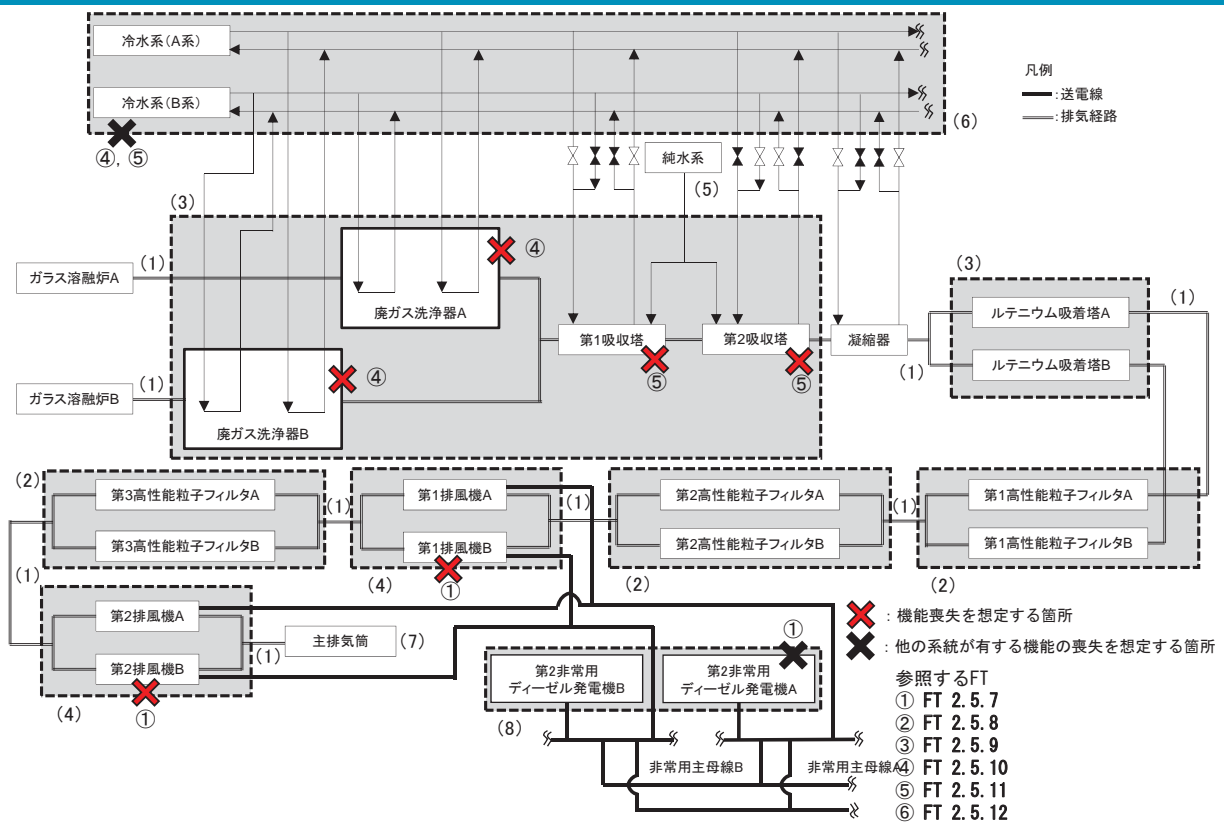 冷水系(A系)
冷水系(B系)
④, ⑤
(6)
凡例
:送電線
:排気経路
純水系
(5)
(3)
ガラス溶融炉A
(1)
廃ガス洗浄器A
④
ガラス溶融炉B
(1)
廃ガス洗浄器B
④
第1吸収塔
⑤
第2吸収塔
⑤
凝縮器
(1)
(3)
ルテニウム吸着塔A
ルテニウム吸着塔B
(1)
(2)
第3高性能粒子フィルタA
第3高性能粒子フィルタB
(1)
第1排風機A
第1排風機B
①
(4)
(1)
第2高性能粒子フィルタA
第2高性能粒子フィルタB
(2)
(1)
第1高性能粒子フィルタA
第1高性能粒子フィルタB
(2)
(1)
第2排風機A
第2排風機B
①
(4)
(1)
主排気筒
(7)
第2非常用
ディーゼル発電機B
第2非常用
ディーゼル発電機A
①
(8)
非常用主母線B
非常用主母線A
:機能喪失を想定する箇所
:他の系統が有する機能の喪失を想定する箇所
参照するFT
① FT 2.5.7
② FT 2.5.8
③ FT 2.5.9
④ FT 2.5.10
⑤ FT 2.5.11
⑥ FT 2.5.12